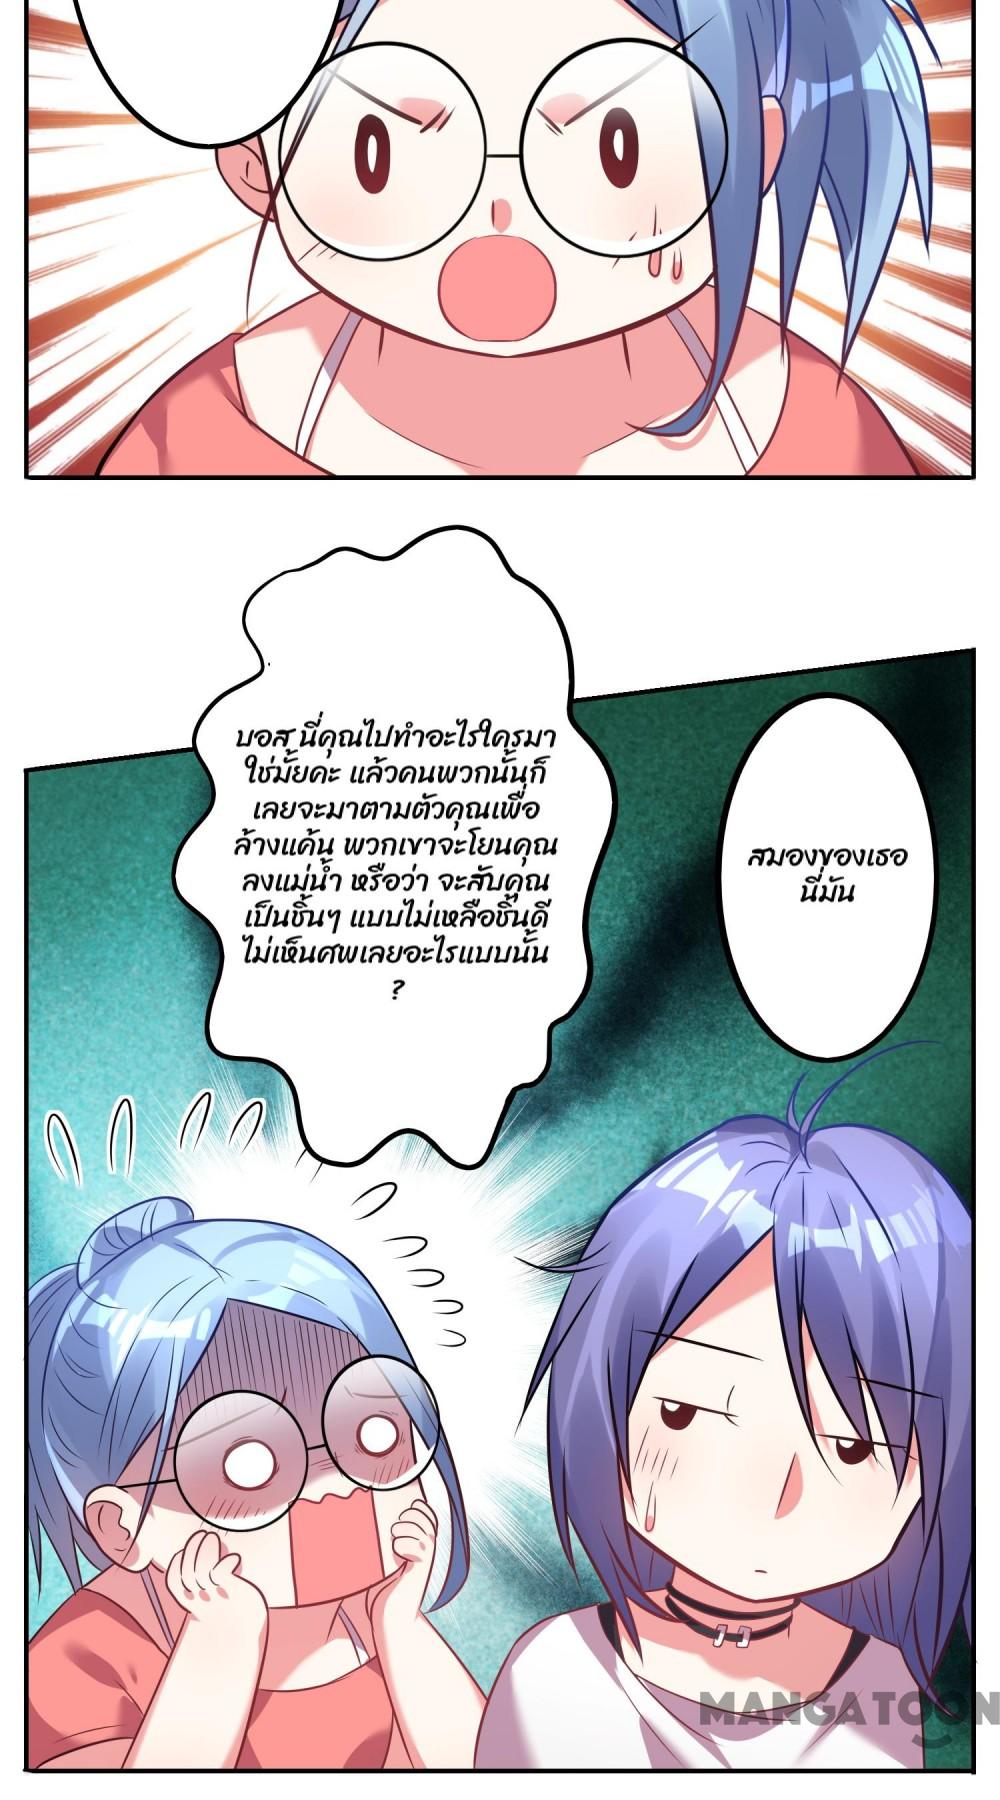 บอส นี่คุณไปทำอะไรใครมา
ใช่มั้ยคะ แล้วคนพวกนั้นก็
เลยจะมาตามตัวคุณเพื่อ
ล้างแค้น พวกเขาจะโยนคุณ
ลงแม่น้ำ หรือว่า จะสับคุณ
เป็นชิ้นๆ แบบไม่เหลือชิ้นดี
ไม่เห็นศพเลยอะไรแบบนั้น
?
สมองของเธอ
นี่มัน
MANGATOON